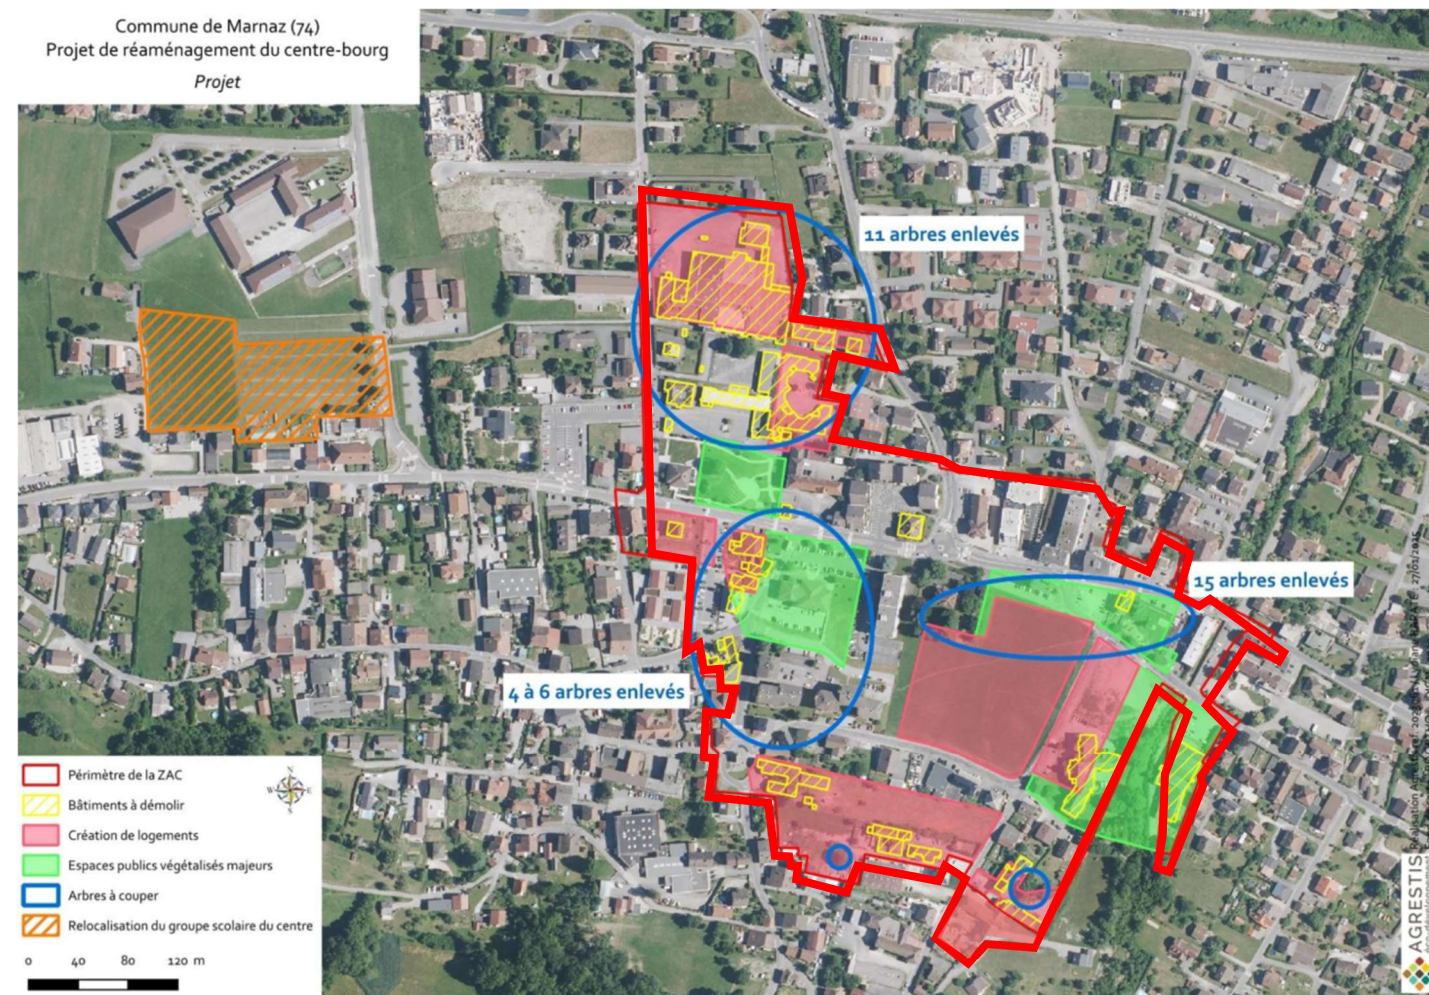 Commune de Marnaz (74)
Projet de réaménagement du centre-bourg
Projet
11 arbres enlevés
15 arbres enlevés
4 à 6 arbres enlevés
Périmètre de la ZAC
Bâtiments à démolir
Création de logements
Espaces publics végétalisés majeurs
Arbres à couper
Relocalisation du groupe scolaire du centre
0 40 80 120 m
N
W E
S
AGRESTIS